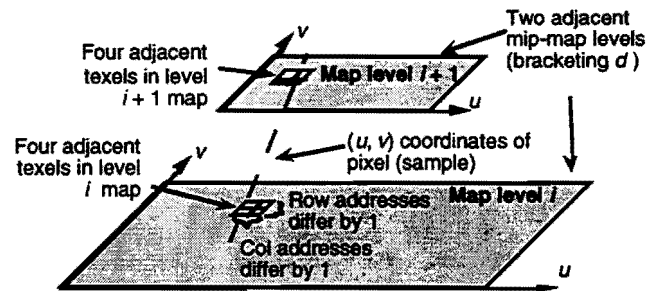 Two adjacent
mip-map levels
(bracketing d )
v
Four adjacent
texels in level
i + 1 map
Map level i + 1
u
(u, v) coordinates of
pixel (sample)
Four adjacent
texels in level
i map
v
Map level i
Row addresses
differ by 1
Col addresses
differ by 1
u